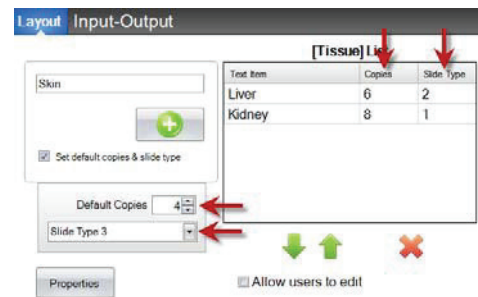 Layout Input-Output
[Tissue] List
Text Item Copies Slide Type
Skin
Liver 6 2
Kidney 8 1
Set default copies & slide type
Default Copies 4
Slide Type 3
Properties
Allow users to edit